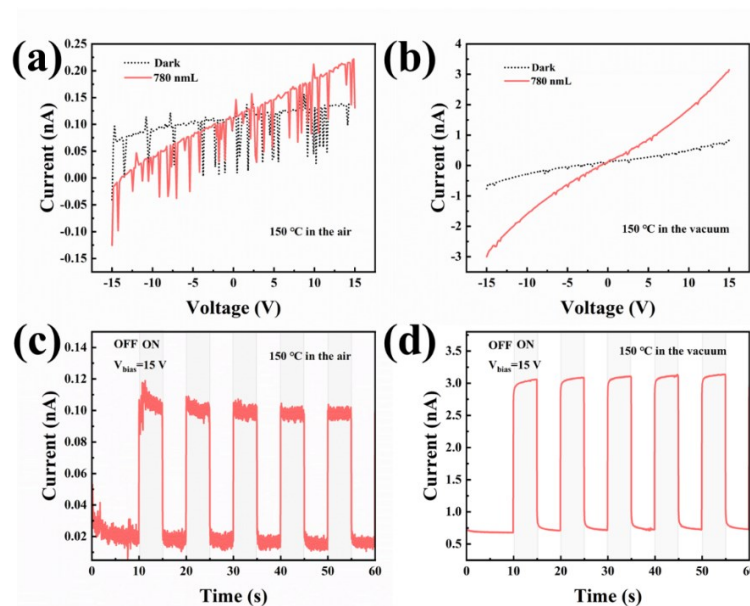 (a)
Dark
780 nmL
0.25
0.20
0.15
0.10
0.05
0.00
0.05
0.10
0.15
-15 -10 -5 0 5 10 15
Current (nA)
Voltage (V)
150 °C in the air
(b)
Dark
780 nmL
4
3
2
1
0
-1
-2
-3
-15 -10 -5 0 5 10 15
Current (nA)
Voltage (V)
150 °C in the vacuum
(c)
OFF ON
Vbias=15 V
150 °C in the air
0.14
0.12
0.10
0.08
0.06
0.04
0.02
0 10 20 30 40 50 60
Current (nA)
Time (s)
(d)
OFF ON
Vbias=15 V
150 °C in the vacuum
3.0
2.5
2.0
1.5
1.0
0.5
0 10 20 30 40 50 60
Current (nA)
Time (s)